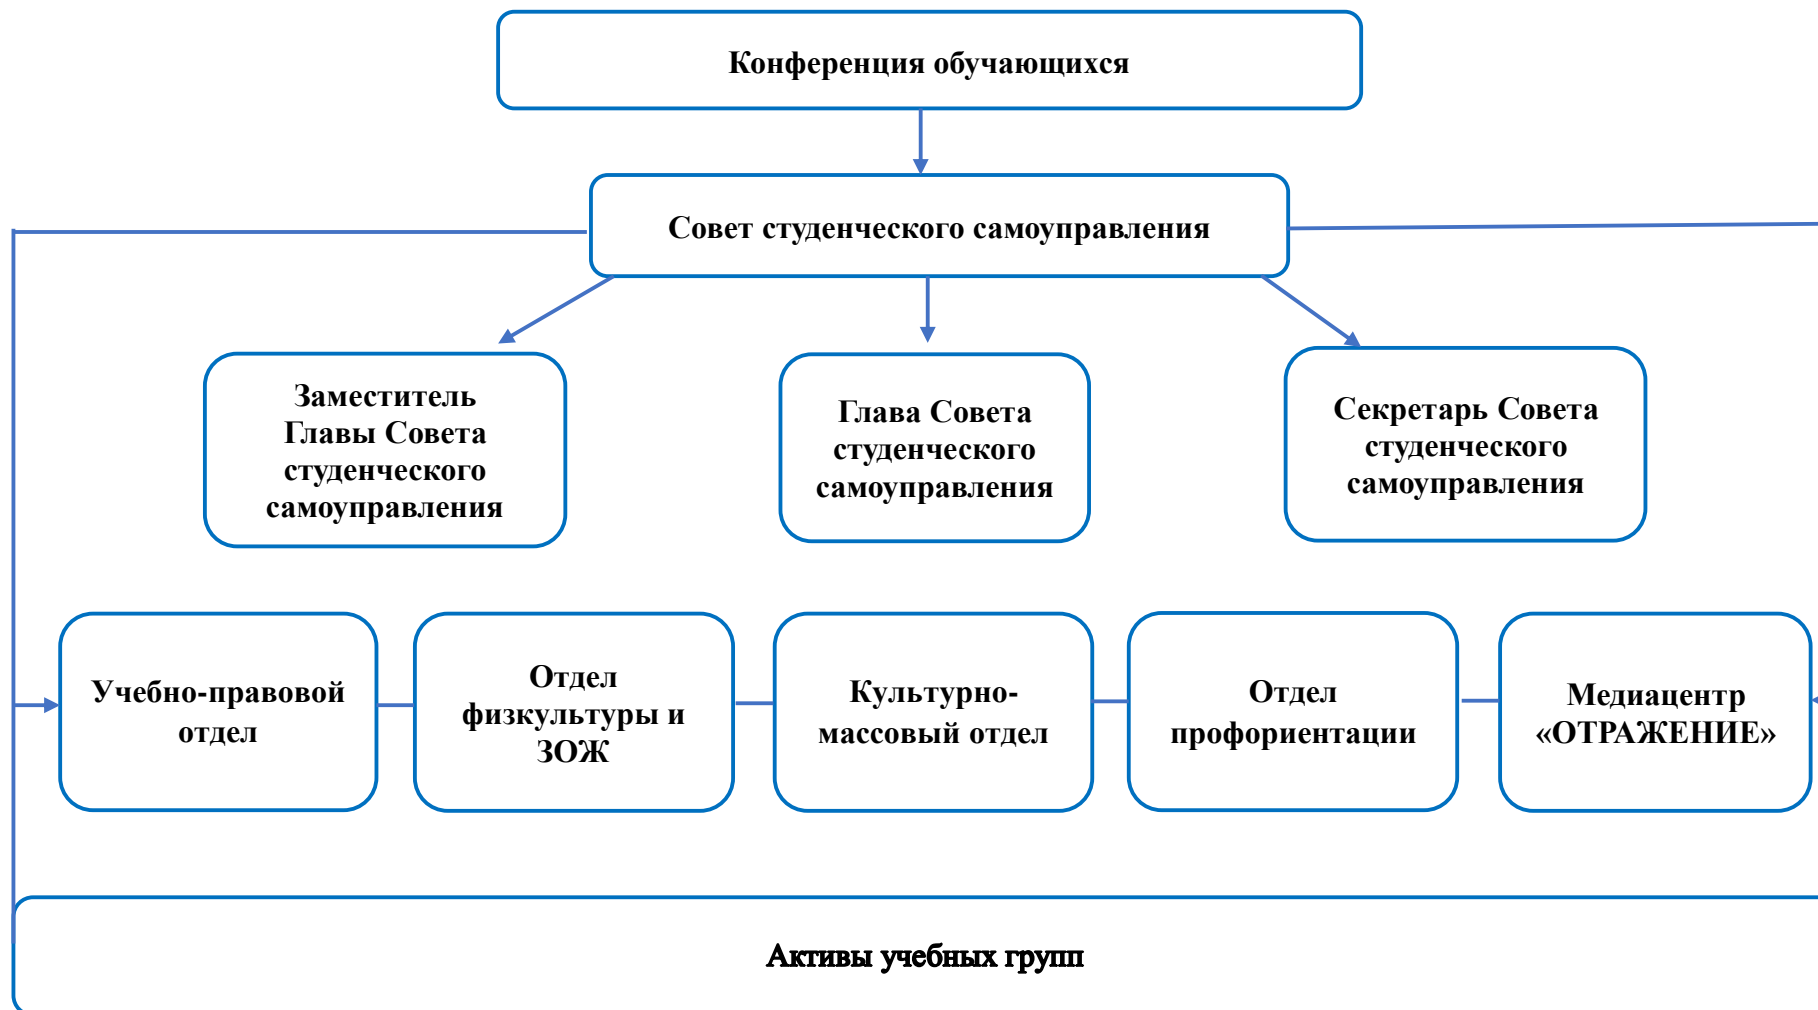 Конференция обучающихся
Совет студенческого самоуправления
Заместитель
Главы Совета
студенческого
самоуправления
Глава Совета
студенческого
самоуправления
Секретарь Совета
студенческого
самоуправления
Учебно-правовой
отдел
Отдел
физкультуры и
ЗОЖ
Культурно-
массовый отдел
Отдел
профориентации
Медиацентр
«ОТРАЖЕНИЕ»
Активы учебных групп